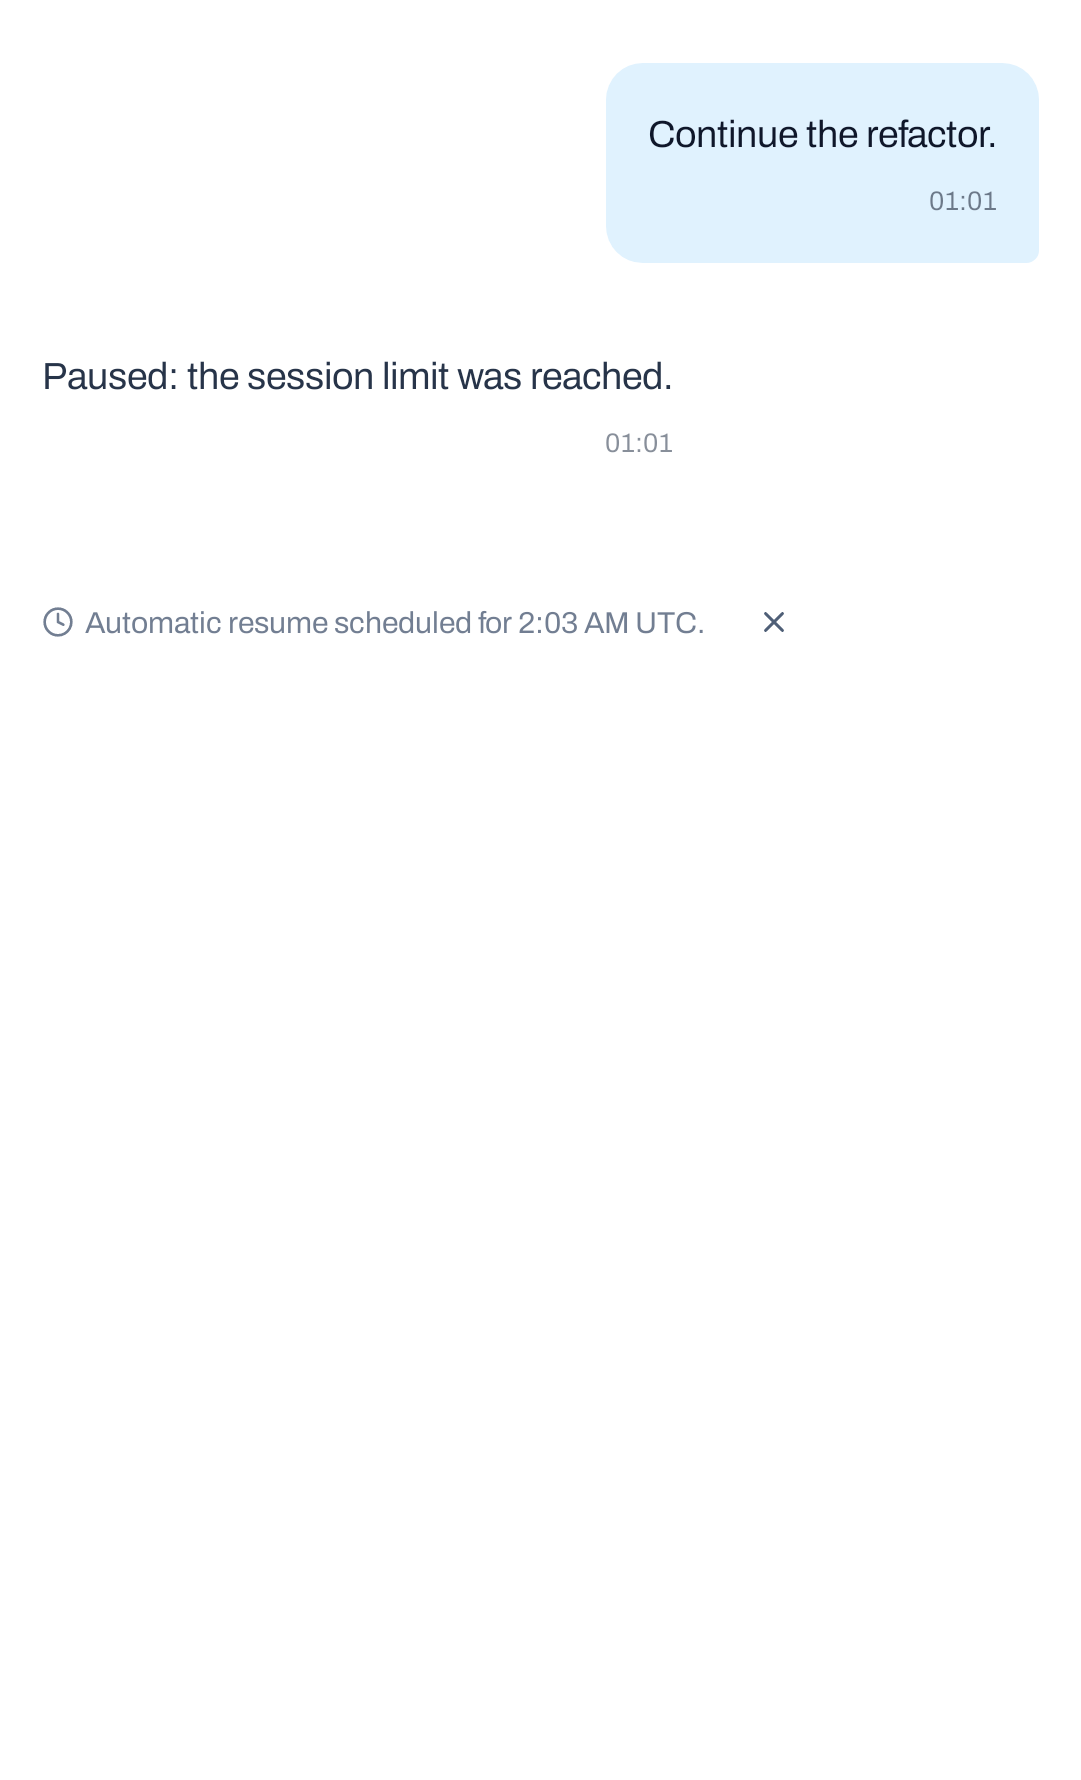 Continue the refactor.
01:01
Paused: the session limit was reached.
01:01
Automatic resume scheduled for 2:03 AM UTC.